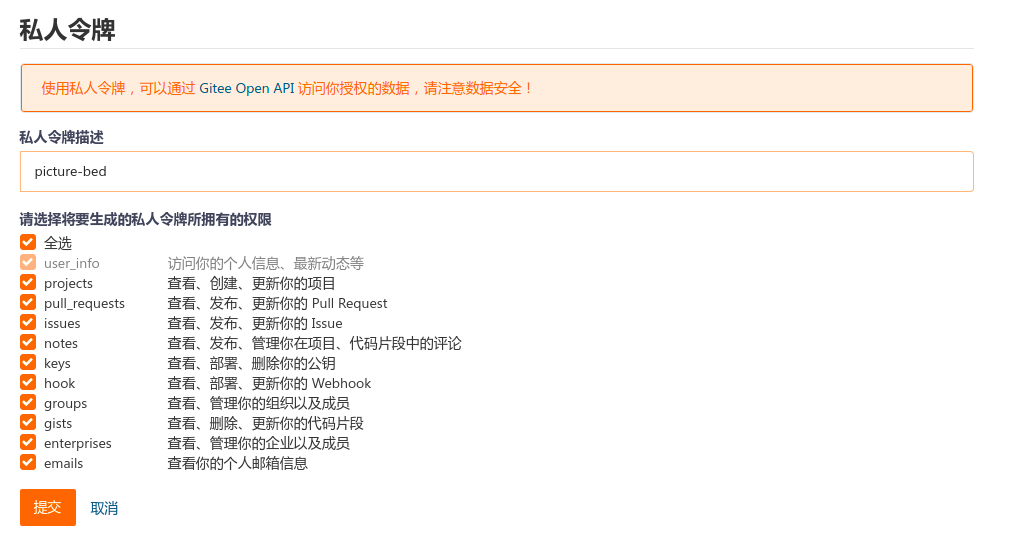 私人令牌
使用私人令牌，可以通过 Gitee Open API 访问你授权的数据，请注意数据安全！
私人令牌描述
picture-bed
请选择将要生成的私人令牌所拥有的权限
全选
user_info 访问你的个人信息、最新动态等
projects 查看、创建、更新你的项目
pull_requests 查看、发布、更新你的 Pull Request
issues 查看、发布、更新你的 Issue
notes 查看、发布、管理你在项目、代码片段中的评论
keys 查看、部署、删除你的公钥
hook 查看、部署、更新你的 Webhook
groups 查看、管理你的组织以及成员
gists 查看、删除、更新你的代码片段
enterprises 查看、管理你的企业以及成员
emails 查看你的个人邮箱信息
提交 取消